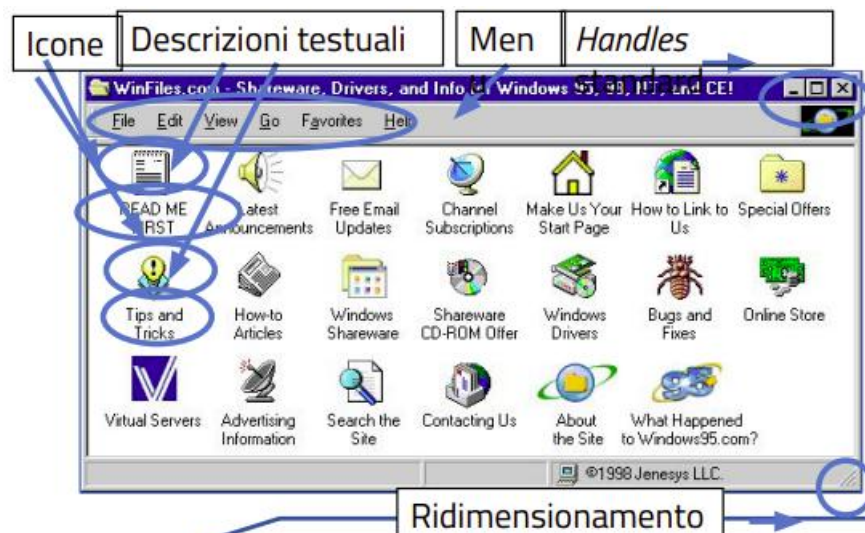 Icone
Descrizioni testuali
Men
u
Handles
standard
WinFiles.com - Shareware, Drivers, and Info for Windows 95, 98, NT, and CE!
File Edit View Go Favorites Help
READ ME
FIRST
Latest
Announcements
Free Email
Updates
Channel
Subscriptions
Make Us Your
Start Page
How to Link to
Us
Special Offers
Tips and
Tricks
How-to
Articles
Windows
Shareware
Shareware
CD-ROM Offer
Windows
Drivers
Bugs and
Fixes
Online Store
Virtual Servers
Advertising
Information
Search the
Site
Contacting Us
About
the Site
What Happened
to Windows95.com?
©1998 Jenesys LLC.
Ridimensionamento